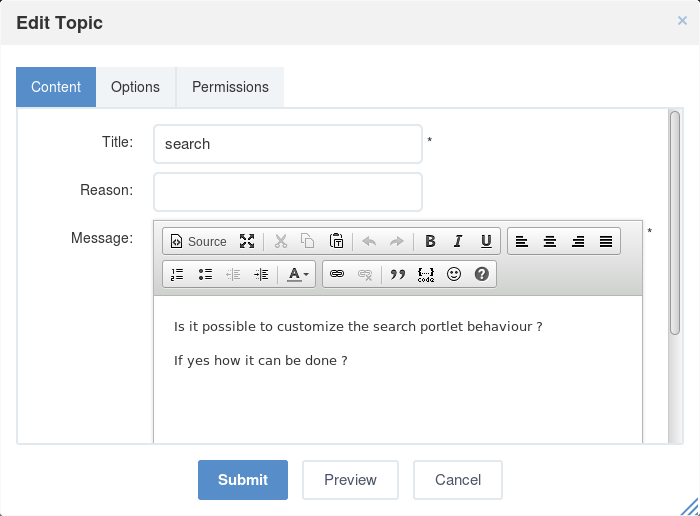 Edit Topic ×
Content Options Permissions
Title: search *
Reason:
Message: *
Source B I U
A ?
Is it possible to customize the search portlet behaviour ?
If yes how it can be done ?
Submit Preview Cancel